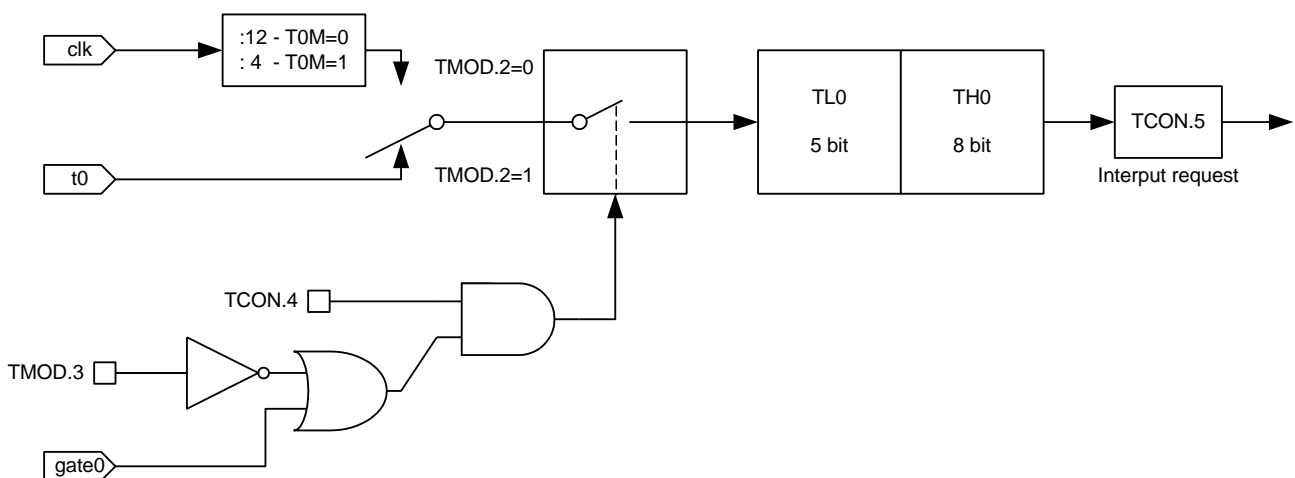 clk
:12 - T0M=0
: 4 - T0M=1
TMOD.2=0
TL0
5 bit
TH0
8 bit
TCON.5
Interput request
t0
TMOD.2=1
TCON.4
TMOD.3
gate0